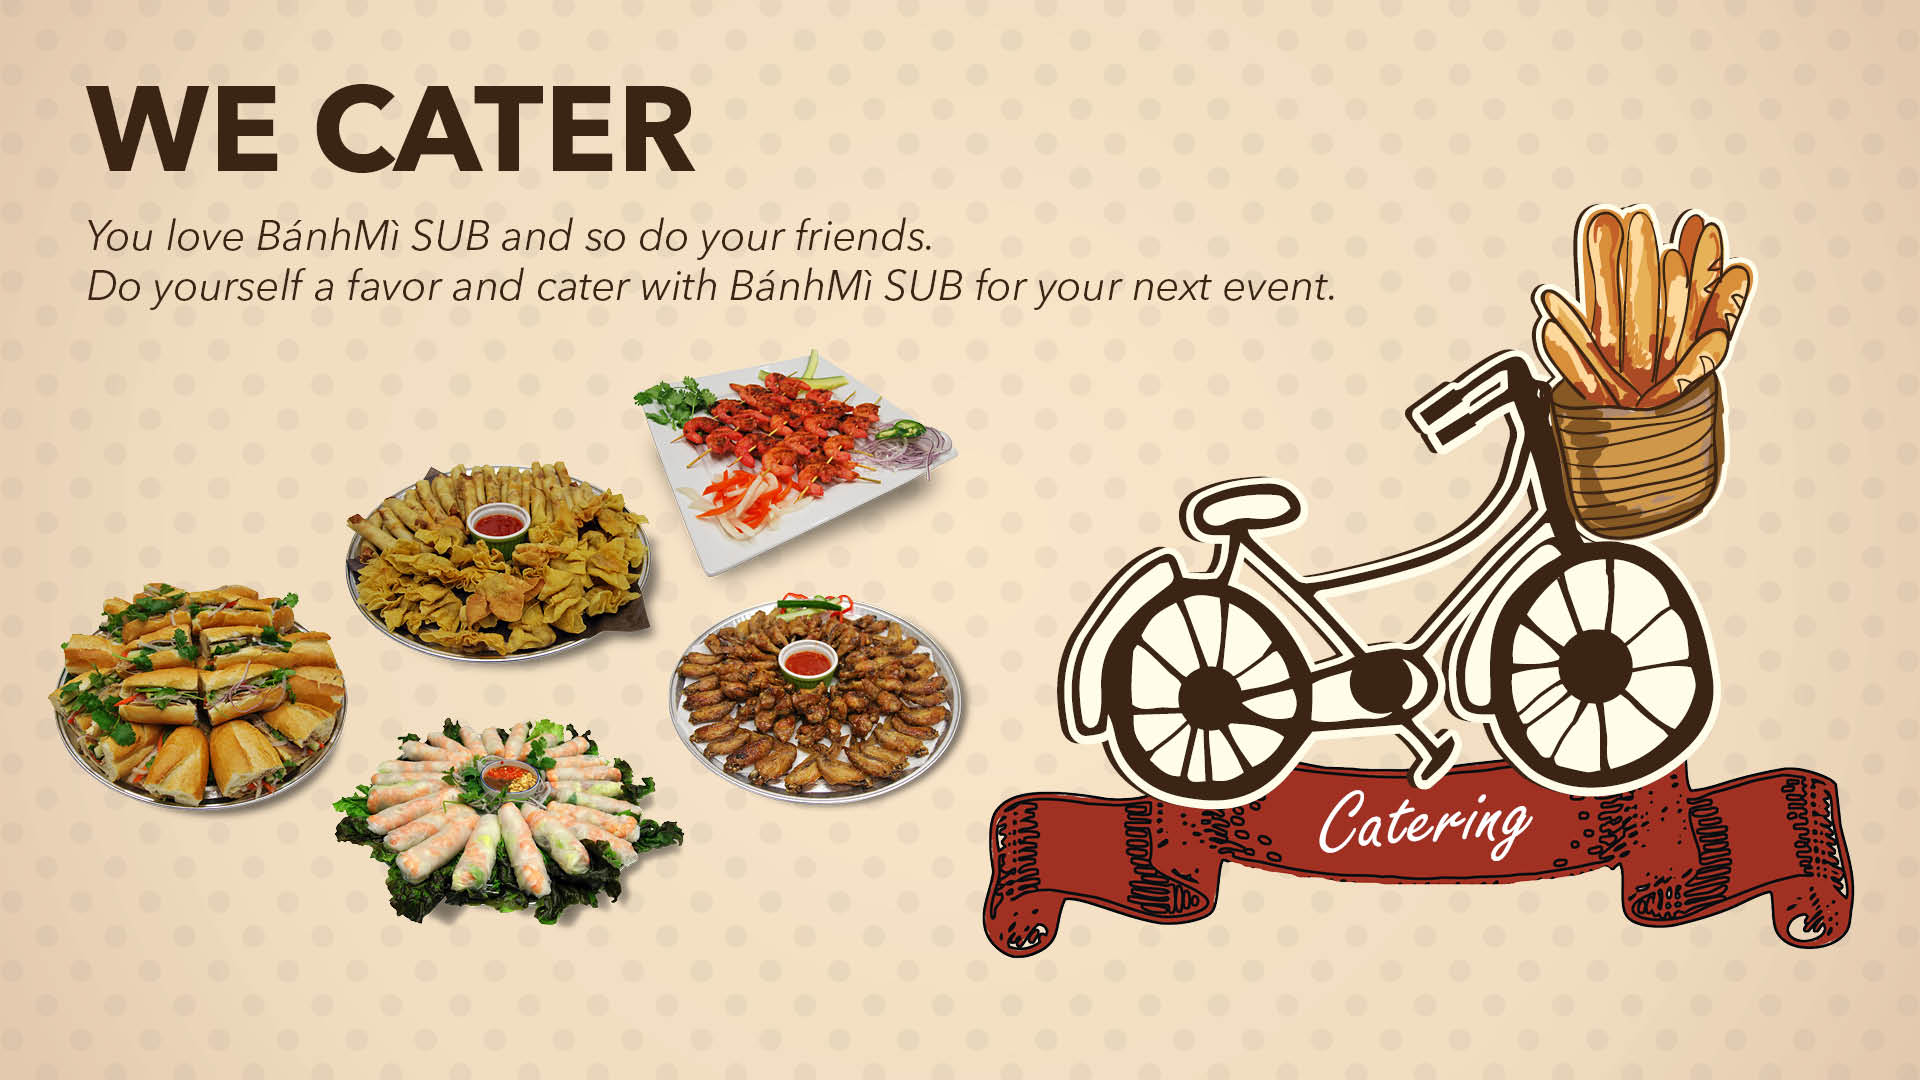 WE CATER
You love BánhMì SUB and so do your friends.
Do yourself a favor and cater with BánhMì SUB for your next event.
Catering